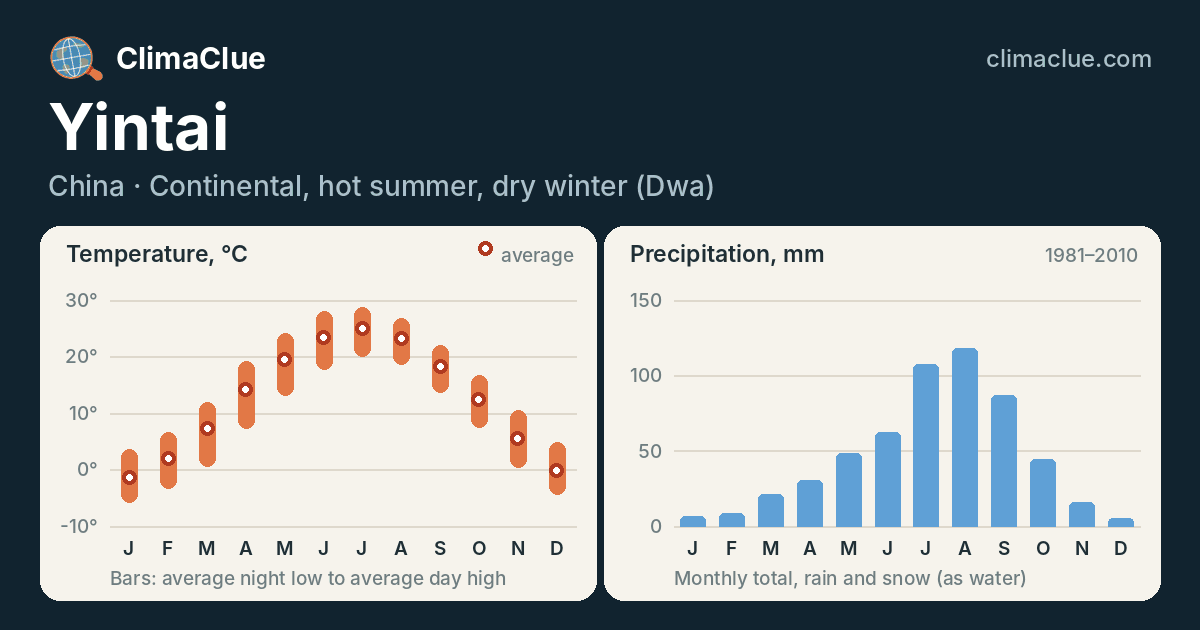 ClimaClue
climaclue.com
Yintai
China · Continental, hot summer, dry winter (Dwa)
Temperature, °C
average
30°
20°
10°
0°
-10°
J F M A M J J A S O N D
Bars: average night low to average day high
Precipitation, mm
1981–2010
150
100
50
0
J F M A M J J A S O N D
Monthly total, rain and snow (as water)